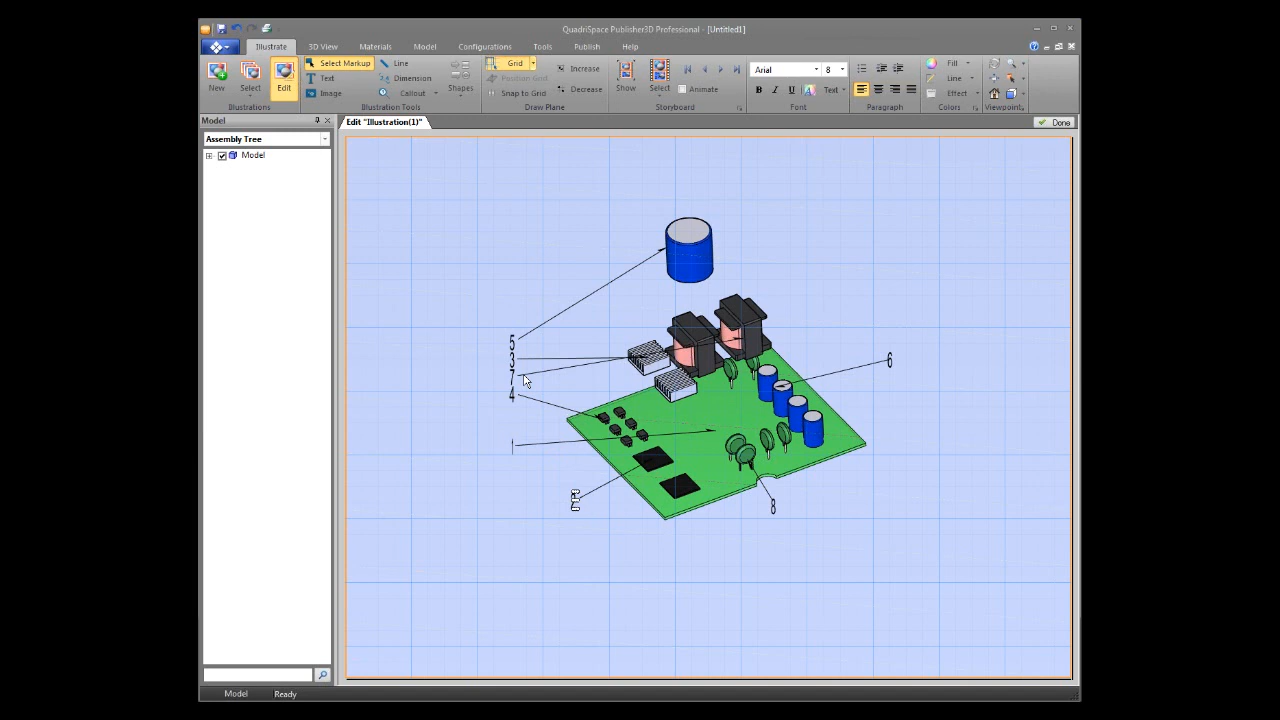 QuadriSpace Publisher3D Professional - [Untitled1]
Illustrate 3D View Materials Model Configurations Tools Publish Help
New Select Edit
Illustrations
Select Markup Line
Text Dimension
Image Callout
Shapes
Illustration Tools
Grid Increase
Position Grid
Snap to Grid Decrease
Draw Plane
Show Select Animate
Storyboard
Arial 8
B I U A Text
Font
Paragraph
Fill
Line
Effect
Colors
Viewpoint
Model
Edit "Illustration(1)"
Done
Assembly Tree
Model
5
3
7
4
1
2
6
8
Model Ready